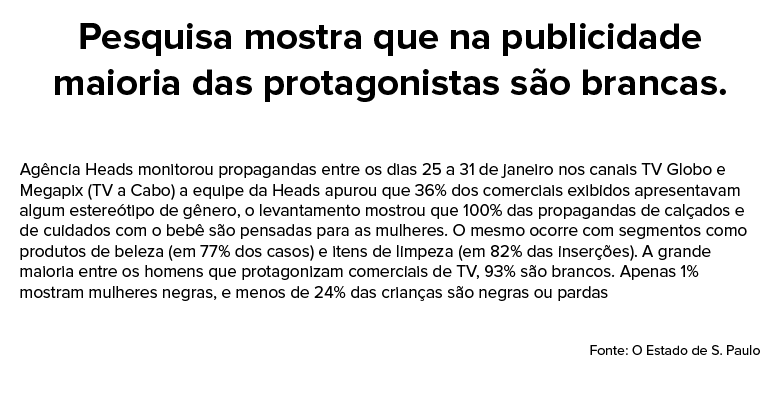 Pesquisa mostra que na publicidade
maioria das protagonistas são brancas.
Agência Heads monitorou propagandas entre os dias 25 a 31 de janeiro nos canais TV Globo e
Megapix (TV a Cabo) a equipe da Heads apurou que 36% dos comerciais exibidos apresentavam
algum estereótipo de gênero, o levantamento mostrou que 100% das propagandas de calçados e
de cuidados com o bebê são pensadas para as mulheres. O mesmo ocorre com segmentos como
produtos de beleza (em 77% dos casos) e itens de limpeza (em 82% das inserções). A grande
maioria entre os homens que protagonizam comerciais de TV, 93% são brancos. Apenas 1%
mostram mulheres negras, e menos de 24% das crianças são negras ou pardas
Fonte: O Estado de S. Paulo